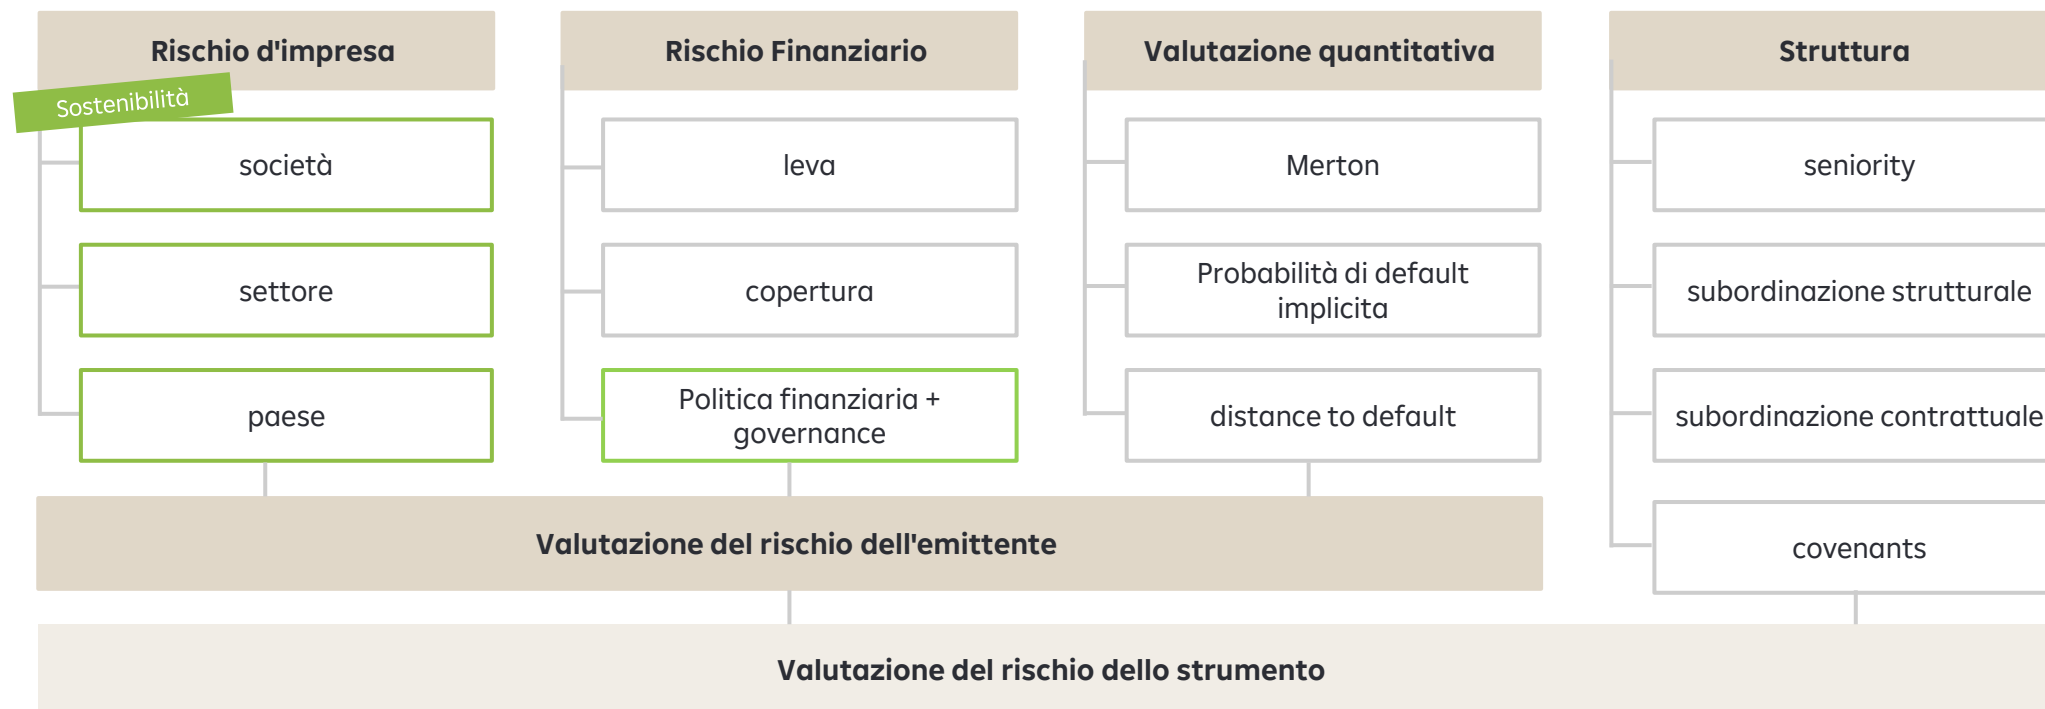 Rischio d'impresa
Sostenibilità
società
settore
paese
Rischio Finanziario
leva
copertura
Politica finanziaria +
governance
Valutazione quantitativa
Merton
Probabilità di default
implicita
distance to default
Struttura
seniority
subordinazione strutturale
subordinazione contrattuale
covenants
Valutazione del rischio dell'emittente
Valutazione del rischio dello strumento